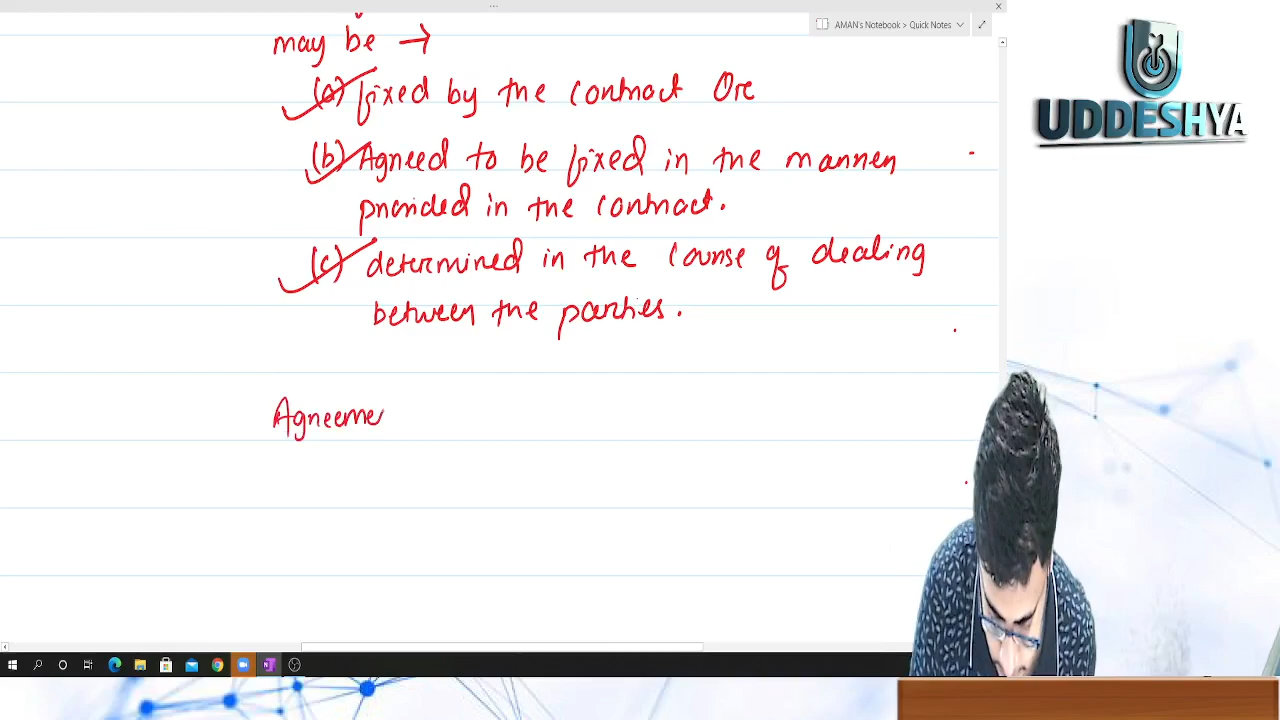 AMAN's Notebook > Quick Notes
may be →
(a) fixed by the contract Or
(b) Agreed to be fixed in the manner
provided in the contract.
(c) determined in the course of dealing
between the parties.
Agreeme
UDDESHYA